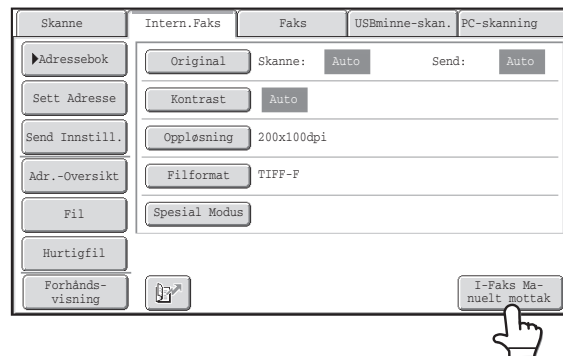 Skanne Intern.Faks Faks USBminne-skan. PC-skanning
Adressebok Original Skanne: Auto Send: Auto
Sett Adresse Kontrast Auto
Send Innstill. Oppløsning 200x100dpi
Adr.-Oversikt Filformat TIFF-F
Fil Spesial Modus
Hurtigfil
Forhånds-
visning
I-Faks Ma-
nuelt mottak